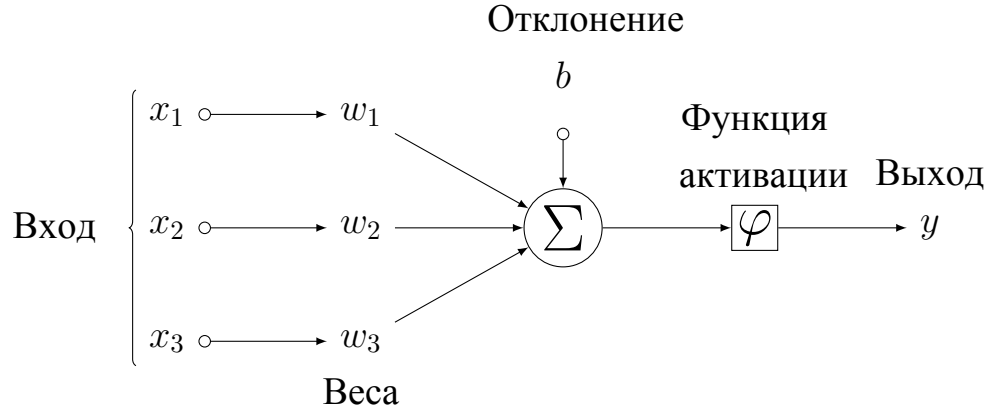 Отклонение
b
x₁ w₁
Функция
активации
Выход
Вход x₂ w₂ Σ φ y
x₃ w₃
Веса